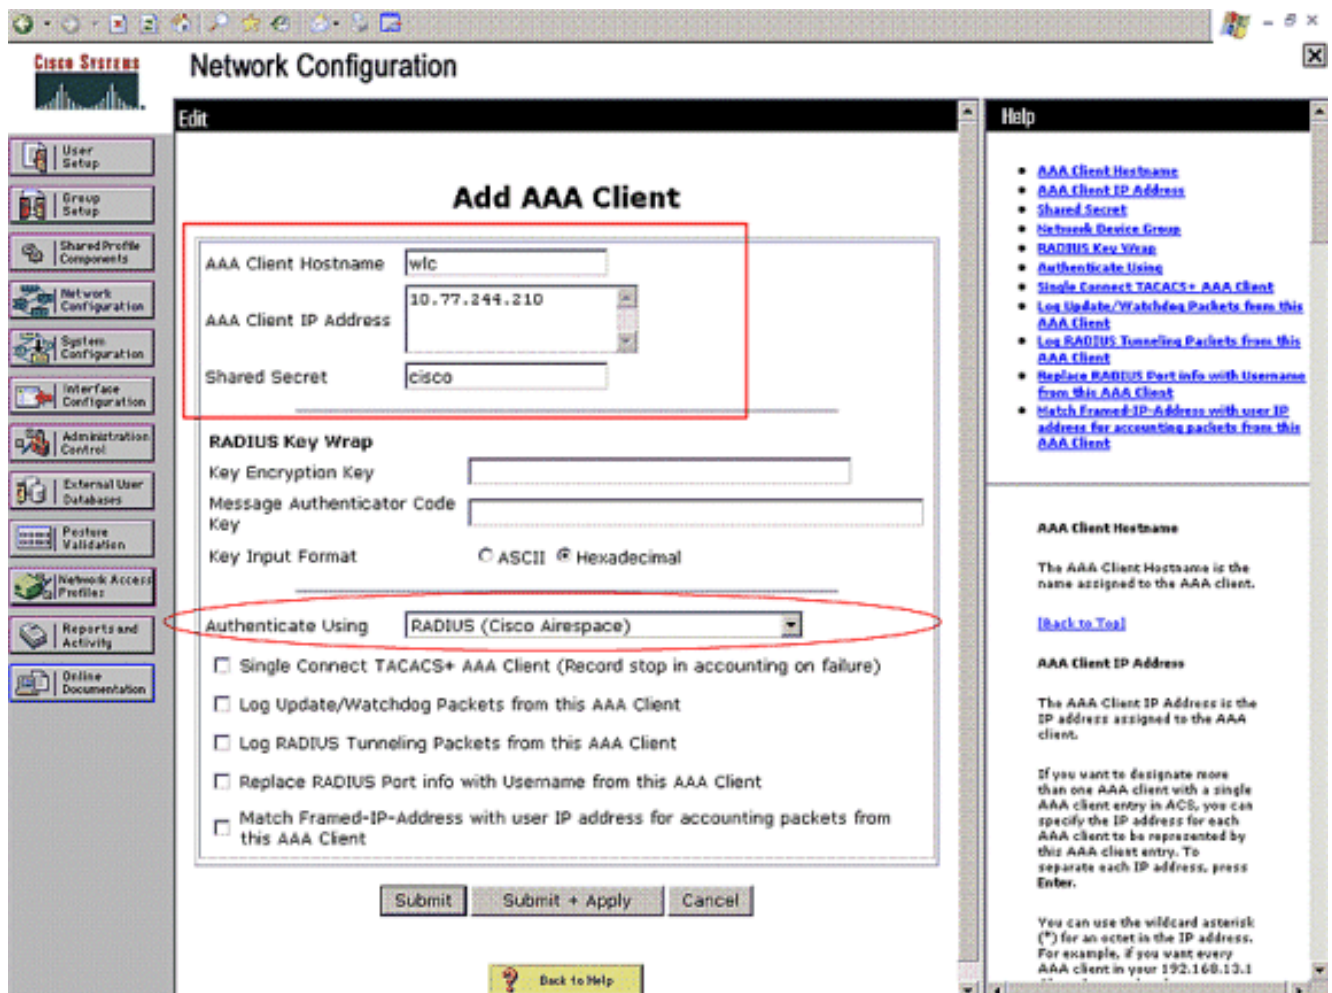 CISCO SYSTEMS
Network Configuration
User
Setup
Group
Setup
Shared Profile
Components
Network
Configuration
System
Configuration
Interface
Configuration
Administration
Control
External User
Databases
Posture
Validation
Network Access
Profiles
Reports and
Activity
Online
Documentation
Edit
Add AAA Client
AAA Client Hostname
wlc
AAA Client IP Address
10.77.244.210
Shared Secret
cisco
RADIUS Key Wrap
Key Encryption Key
Message Authenticator Code
Key
Key Input Format
ASCII
Hexadecimal
Authenticate Using
RADIUS (Cisco Airespace)
Single Connect TACACS+ AAA Client (Record stop in accounting on failure)
Log Update/Watchdog Packets from this AAA Client
Log RADIUS Tunneling Packets from this AAA Client
Replace RADIUS Port info with Username from this AAA Client
Match Framed-IP-Address with user IP address for accounting packets from
this AAA Client
Submit
Submit + Apply
Cancel
Back to Help
Help
AAA Client Hostname
AAA Client IP Address
Shared Secret
Network Device Group
RADIUS Key Wrap
Authenticate Using
Single Connect TACACS+ AAA Client
Log Update/Watchdog Packets from this
AAA Client
Log RADIUS Tunneling Packets from this
AAA Client
Replace RADIUS Port info with Username
from this AAA Client
Match Framed-IP-Address with user IP
address for accounting packets from this
AAA Client
AAA Client Hostname
The AAA Client Hostname is the
name assigned to the AAA client.
[Back to Top]
AAA Client IP Address
The AAA Client IP Address is the
IP address assigned to the AAA
client.
If you want to designate more
than one AAA client with a single
AAA client entry in ACS, you can
specify the IP address for each
AAA client to be represented by
this AAA client entry. To
separate each IP address, press
Enter.
You can use the wildcard asterisk
(*) for an octet in the IP address.
For example, if you want every
AAA client in your 192.168.13.1